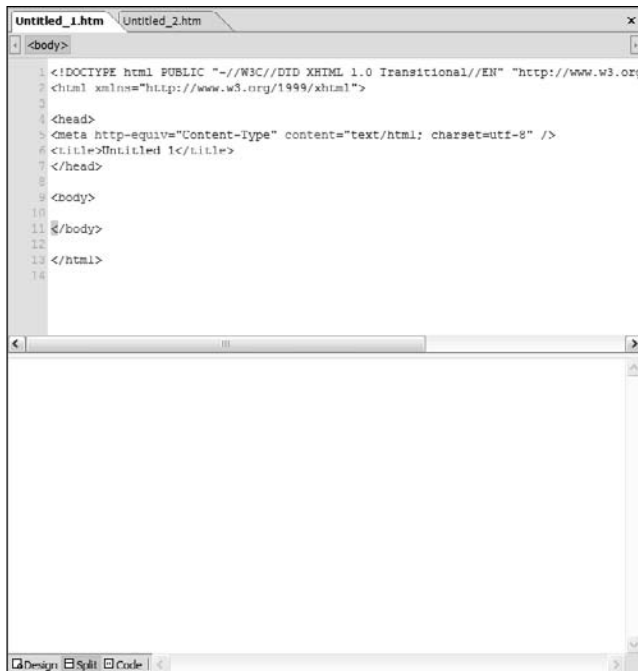 Untitled_1.htm Untitled_2.htm
<body>
1 <!DOCTYPE html PUBLIC "-//W3C//DTD XHTML 1.0 Transitional//EN" "http://www.w3.org
2 <html xmlns="http://www.w3.org/1999/xhtml">
3
4 <head>
5 <meta http-equiv="Content-Type" content="text/html; charset=utf-8" />
6 <title>Untitled 1</title>
7 </head>
8
9 <body>
10
11 </body>
12
13 </html>
14
Design Split Code